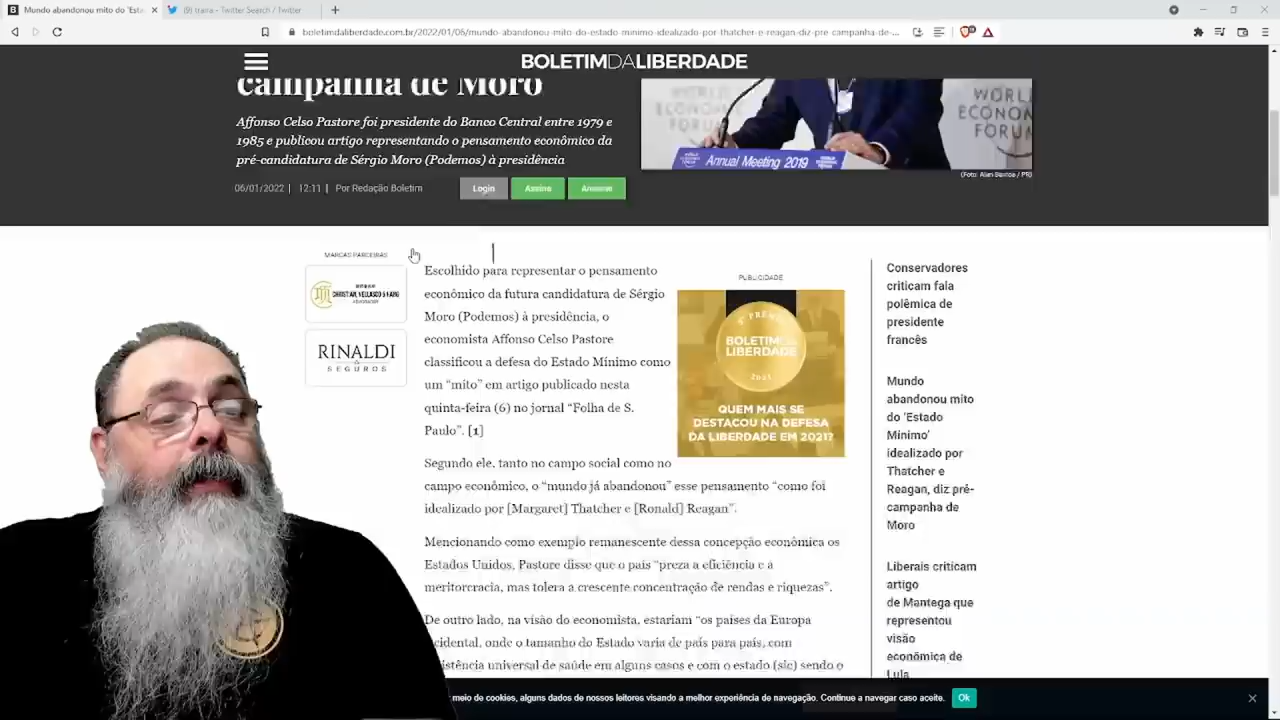 Mundo abandonou mito do 'Esta
(9) traira - Twitter Search / Twitter
boletimdaliberdade.com.br/2022/01/06/mundo-abandonou-mito-do-estado-minimo-idealizado-por-thatcher-e-reagan-diz-pre-campanha-de-...
BOLETIMDALIBERDADE
campanha de Moro
Affonso Celso Pastore foi presidente do Banco Central entre 1979 e
1985 e publicou artigo representando o pensamento econômico da
pré-candidatura de Sérgio Moro (Podemos) à presidência
06/01/2022 | 12:11 | Por Redação Boletim
Login
Assine
WORLD
ECONOMIC
FORUM
WORL
ECONOM
FORUM
Annual Meeting 2019
(Foto: Alan Santos / PR)
MARCAS PARCEIRAS
RINALDI
SEGUROS
Escolhido para representar o pensamento
econômico da futura candidatura de Sérgio
Moro (Podemos) à presidência, o
economista Affonso Celso Pastore
classificou a defesa do Estado Mínimo como
um "mito" em artigo publicado nesta
quinta-feira (6) no jornal "Folha de S.
Paulo". [1]
Segundo ele, tanto no campo social como no
campo econômico, o "mundo já abandonou" esse pensamento "como foi
idealizado por [Margaret] Thatcher e [Ronald] Reagan".
Mencionando como exemplo remanescente dessa concepção econômica os
Estados Unidos, Pastore disse que o país "preza a eficiência e a
meritorcracia, mas tolera a crescente concentração de rendas e riquezas".
De outro lado, na visão do economista, estariam "os países da Europa
cidental, onde o tamanho do Estado varia de país para país, com
istência universal de saúde em alguns casos e com o estado (sic) sendo o
PUBLICIDADE
BOLETIM DA
LIBERDADE
2021
QUEM MAIS SE
DESTACOU NA DEFESA
DA LIBERDADE EM 2021?
Conservadores
criticam fala
polêmica de
presidente
francês
Mundo
abandonou mito
do 'Estado
Mínimo'
idealizado por
Thatcher e
Reagan, diz pré-
campanha de
Moro
Liberais criticam
artigo
de Mantega que
representou
visão
econômica de
Lula
meio de cookies, alguns dados de nossos leitores visando a melhor experiência de navegação. Continue a navegar caso aceite.
Ok